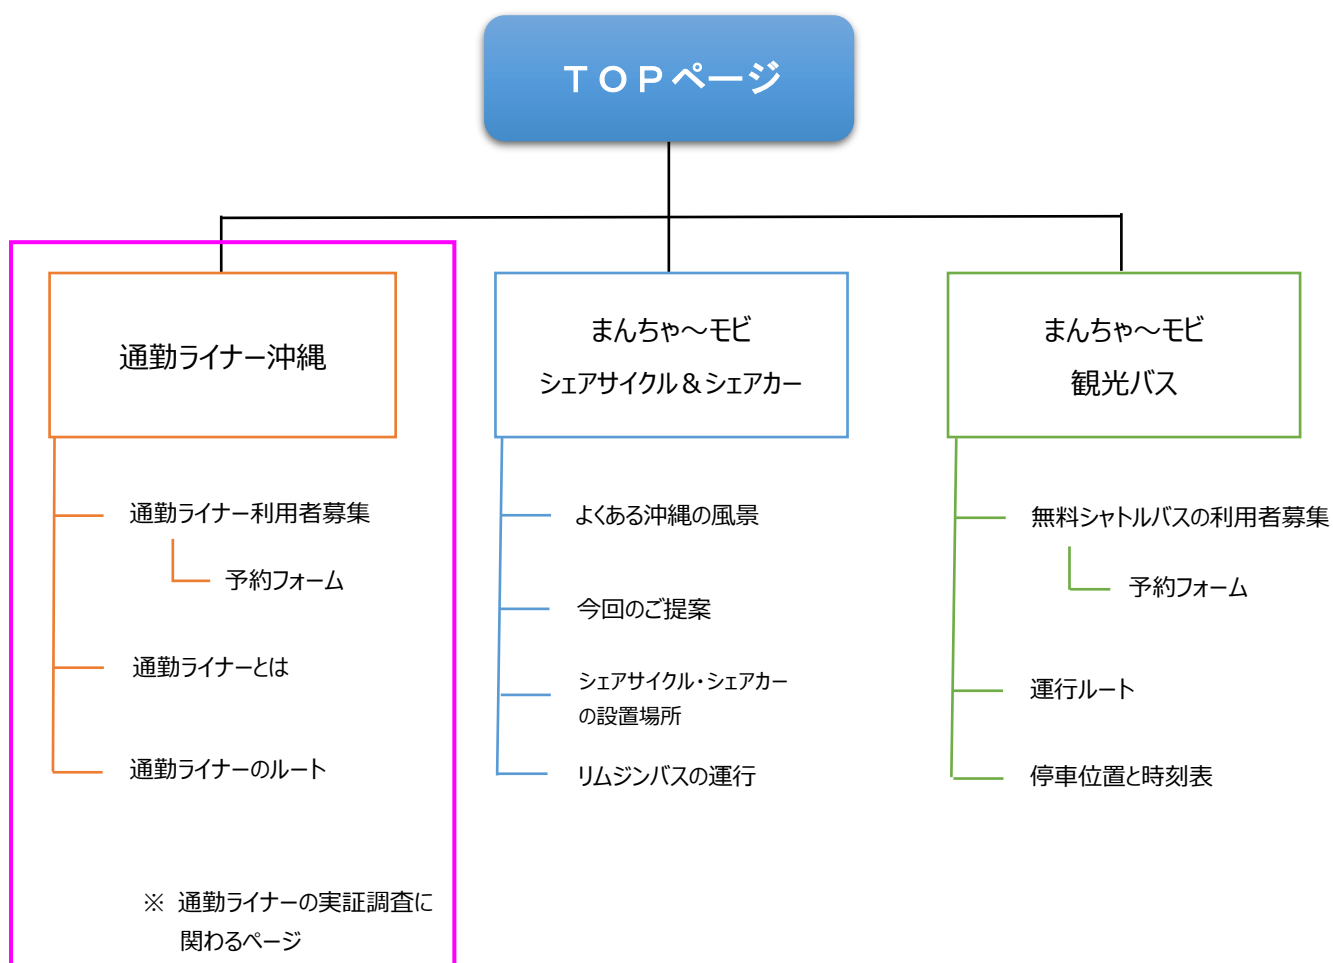 ＴＯＰページ
通勤ライナー沖縄
通勤ライナー利用者募集
予約フォーム
通勤ライナーとは
通勤ライナーのルート
※ 通勤ライナーの実証調査に
関わるページ
まんちゃ～モビ
シェアサイクル＆シェアカー
よくある沖縄の風景
今回のご提案
シェアサイクル・シェアカー
の設置場所
リムジンバスの運行
まんちゃ～モビ
観光バス
無料シャトルバスの利用者募集
予約フォーム
運行ルート
停車位置と時刻表